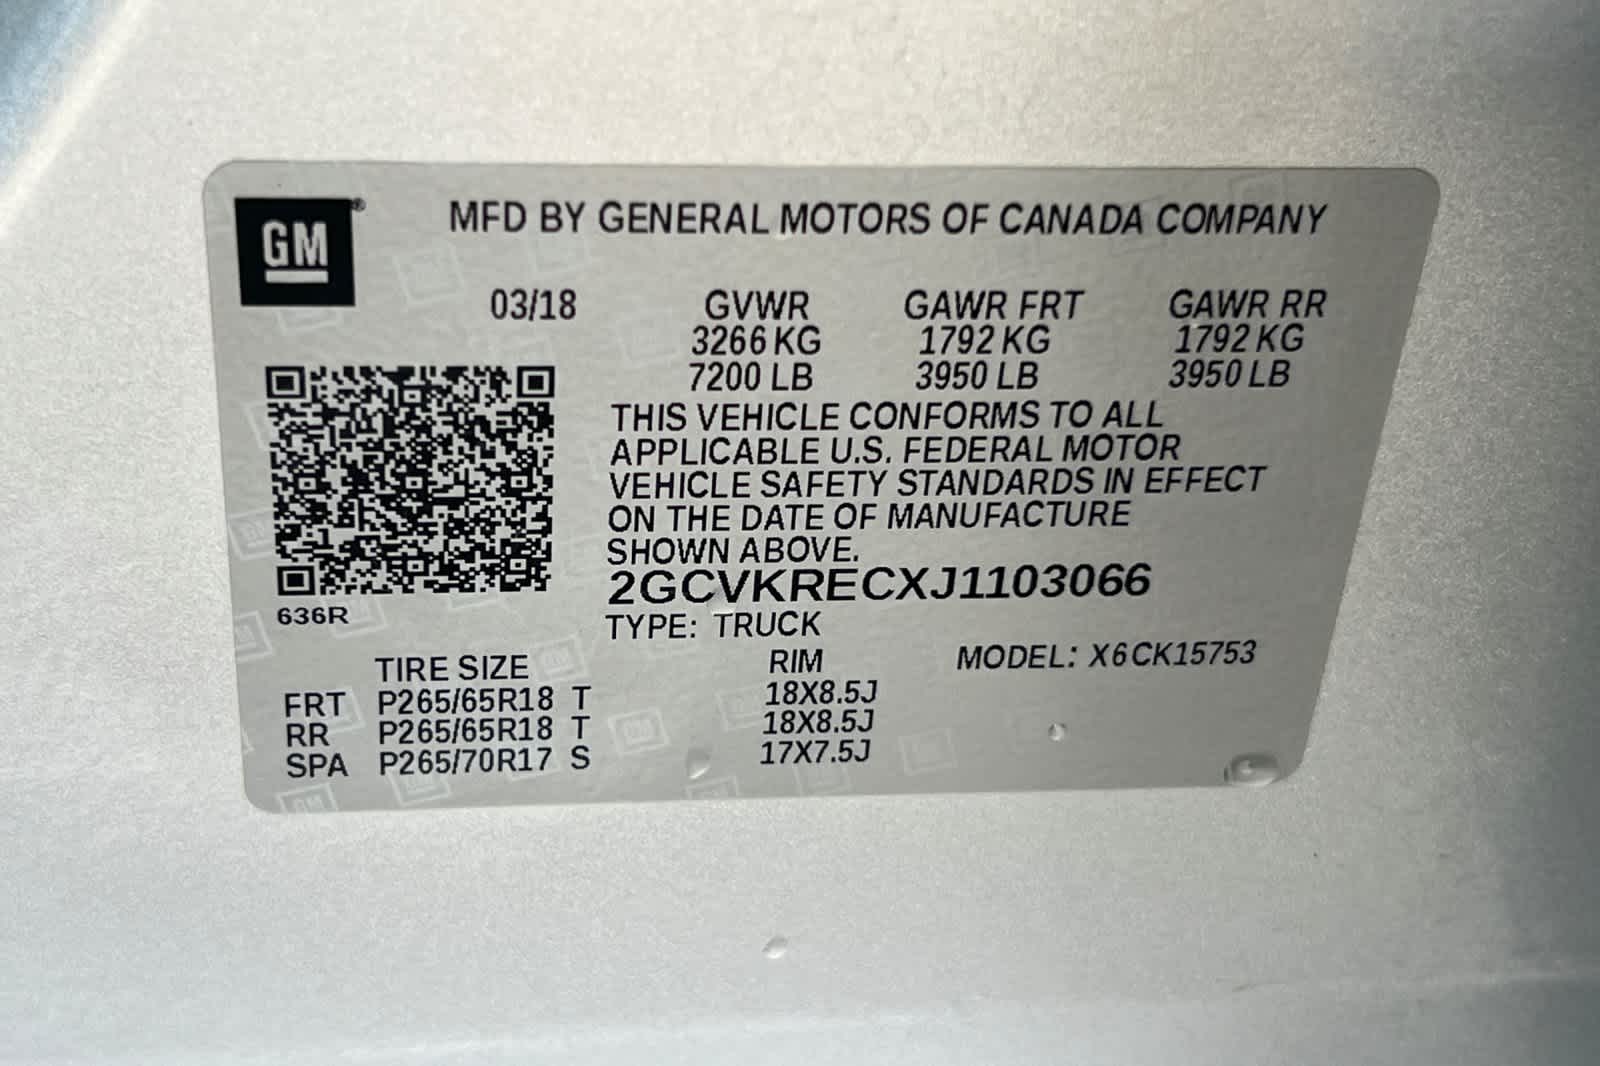 GM®
MFD BY GENERAL MOTORS OF CANADA COMPANY
03/18 GVWR GAWR FRT GAWR RR
3266 KG 1792 KG 1792 KG
7200 LB 3950 LB 3950 LB
THIS VEHICLE CONFORMS TO ALL
APPLICABLE U.S. FEDERAL MOTOR
VEHICLE SAFETY STANDARDS IN EFFECT
ON THE DATE OF MANUFACTURE
SHOWN ABOVE.
2GCVKRECXJ1103066
636R
TYPE: TRUCK
TIRE SIZE RIM MODEL: X6CK15753
FRT P265/65R18 T 18X8.5J
RR P265/65R18 T 18X8.5J
SPA P265/70R17 S 17X7.5J